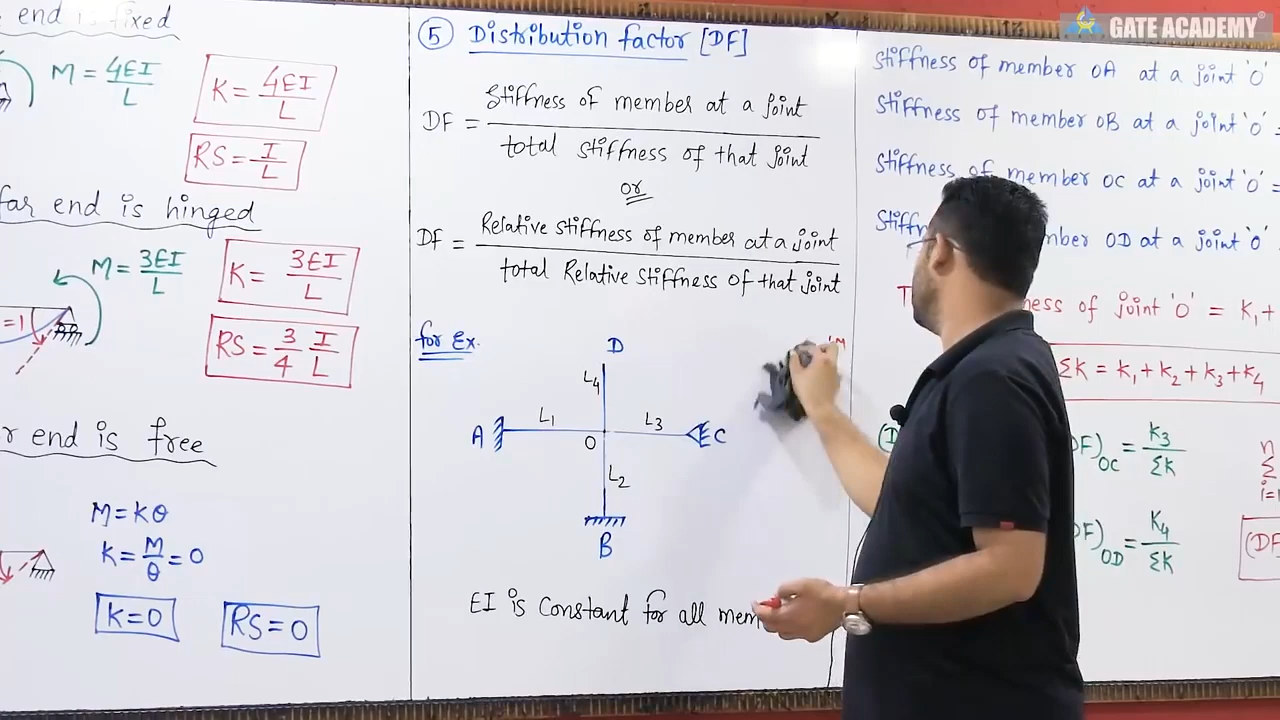 end is fixed
M = 4EI/L
K = 4EI/L
RS = I/L
far end is hinged
M = 3EI/L
K = 3EI/L
=1
RS = 3/4 I/L
end is free
M = kθ
K = M/θ = 0
K=0
RS=0
⑤ Distribution factor [DF]
DF = Stiffness of member at a joint
total stiffness of that joint
or
DF = Relative stiffness of member at a joint
total Relative stiffness of that joint
for Ex.
D
L4
A L1 O L3 C
L2
B
EI is constant for all
GATE ACADEMY
Stiffness of member OA at a joint 'O'
Stiffness of member OB at a joint 'O' =
Stiffness of member OC at a joint 'O' =
member OD at a joint 'O'
of joint 'O' = K1 +
ΣK = K1 + K2 + K3 + K4
DF)OC = K3/ΣK
n
Σ
i=1
DF)OD = K4/ΣK
(DF